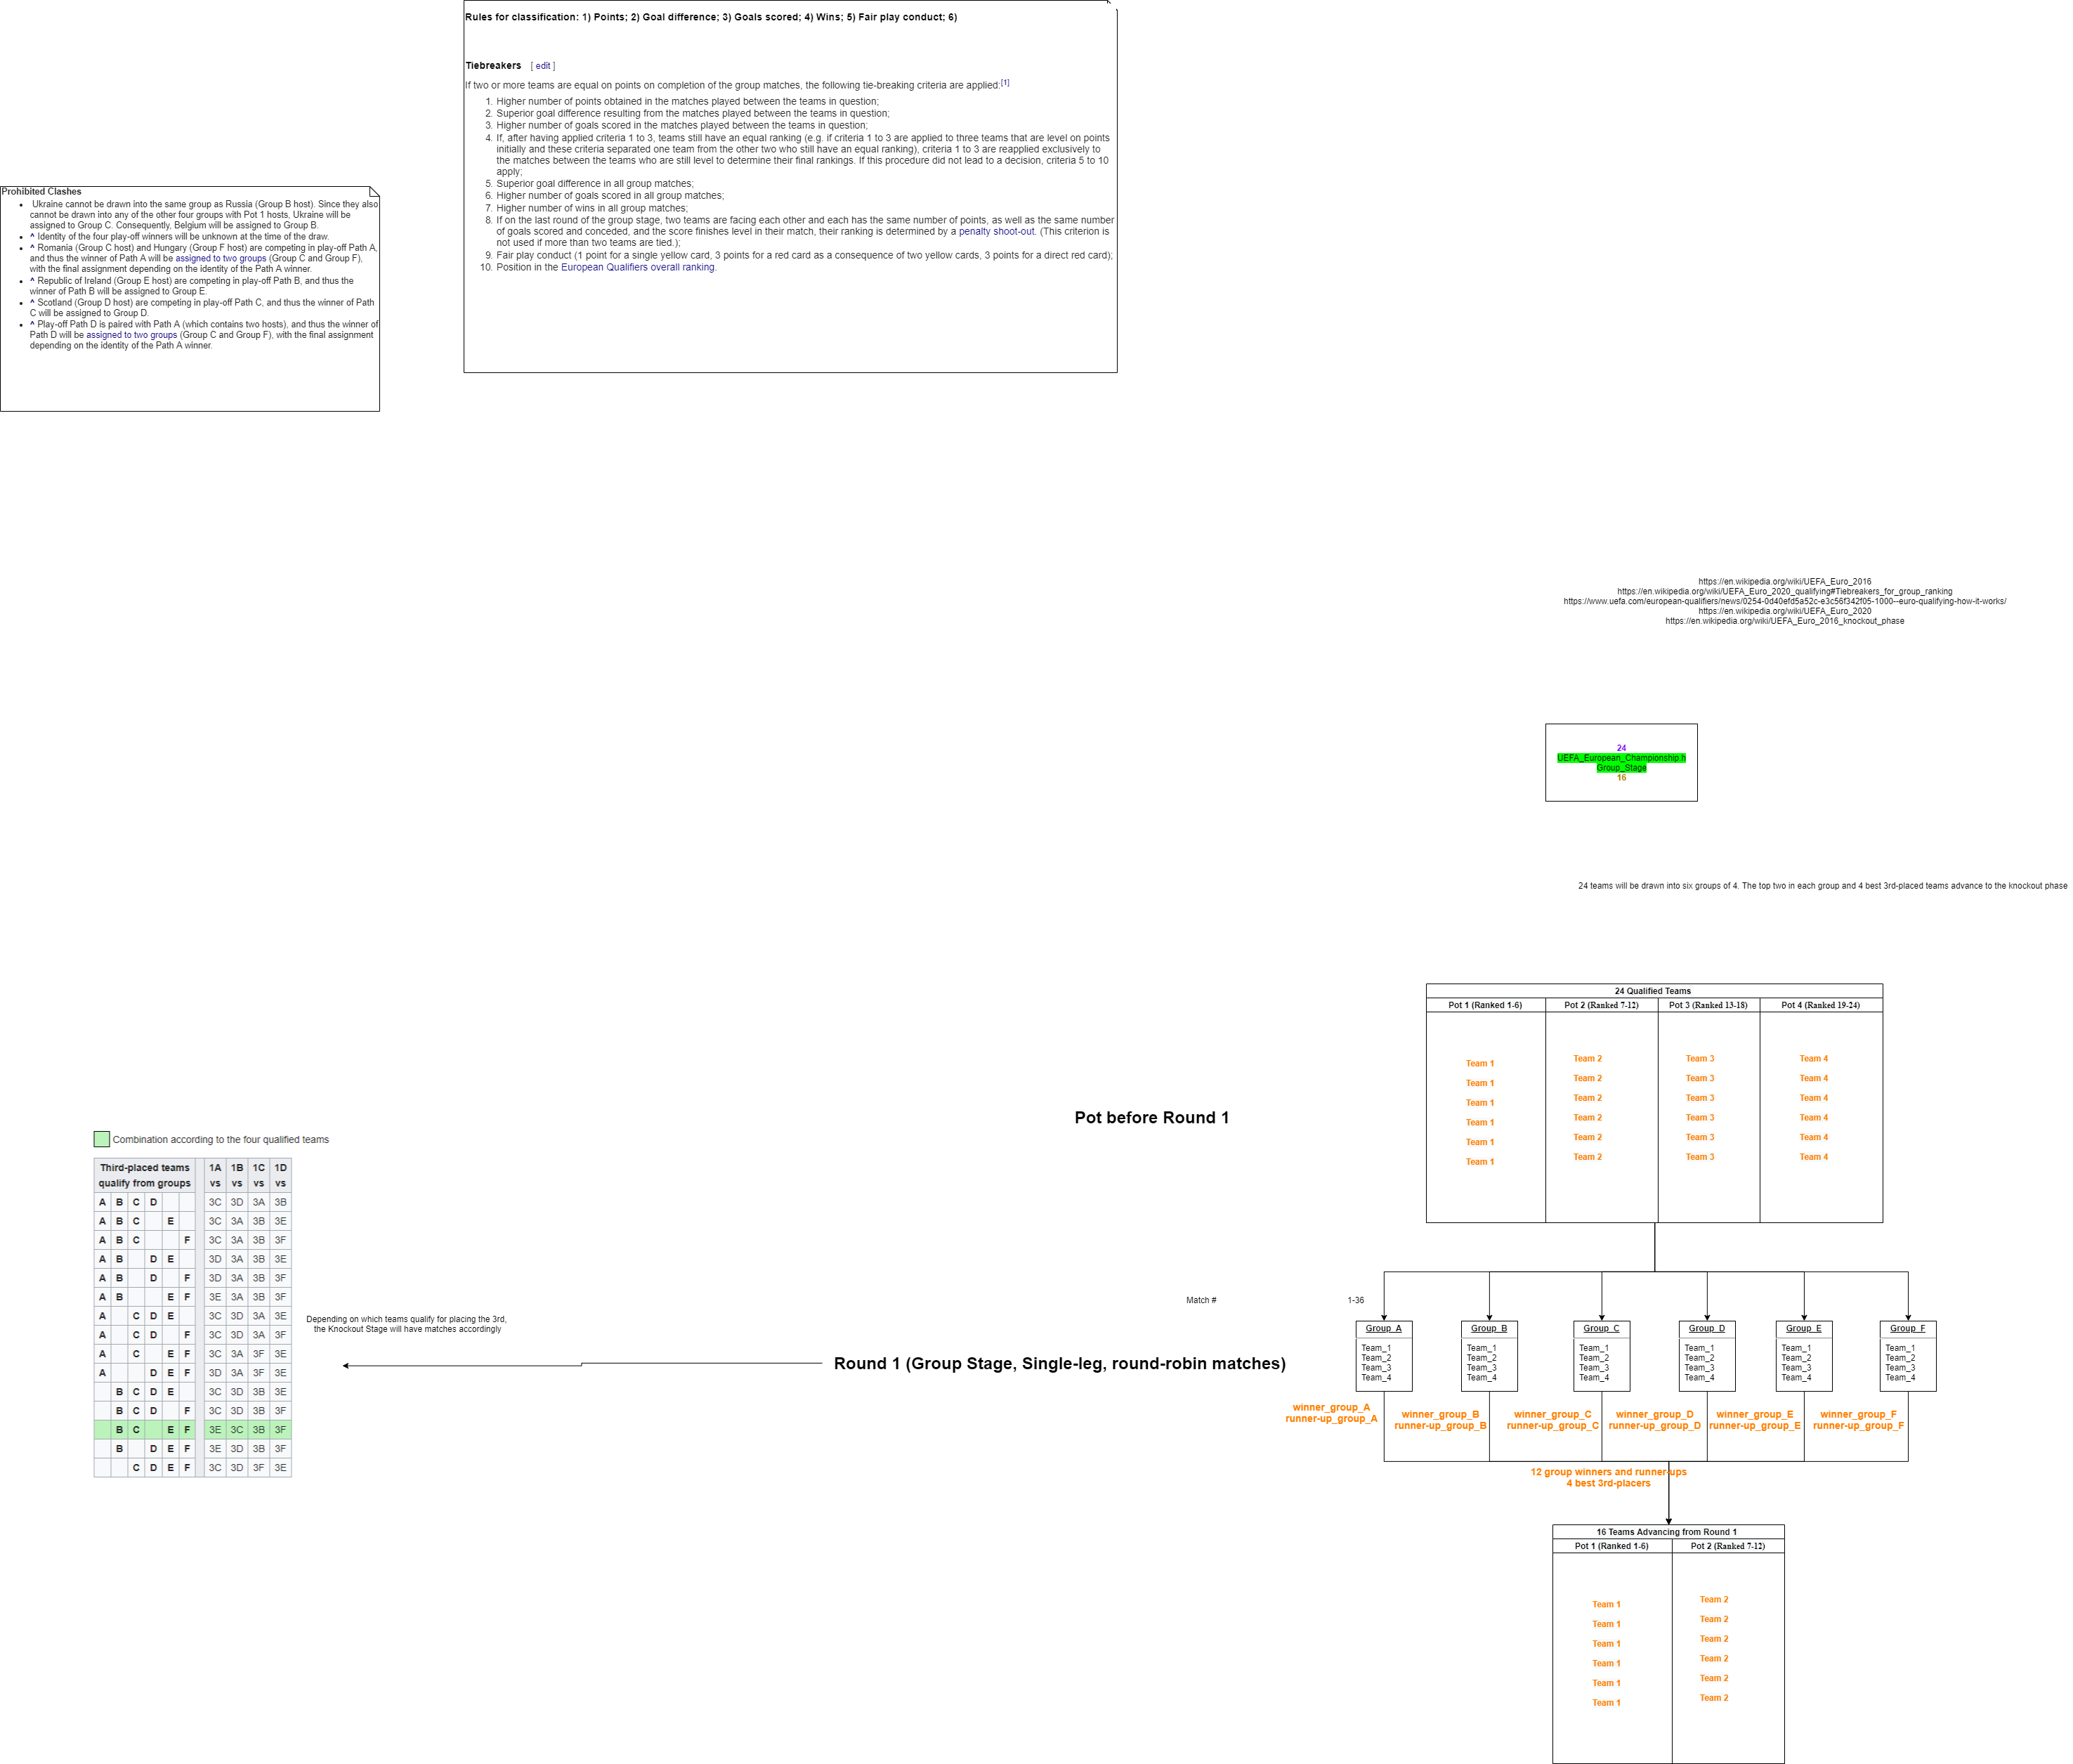 Rules for classification: 1) Points; 2) Goal difference; 3) Goals scored; 4) Wins; 5) Fair play conduct; 6)
Tiebreakers [ edit ]
If two or more teams are equal on points on completion of the group matches, the following tie-breaking criteria are applied:[1]
1. Higher number of points obtained in the matches played between the teams in question;
2. Superior goal difference resulting from the matches played between the teams in question;
3. Higher number of goals scored in the matches played between the teams in question;
4. If, after having applied criteria 1 to 3, teams still have an equal ranking (e.g. if criteria 1 to 3 are applied to three teams that are level on points
initially and these criteria separated one team from the other two who still have an equal ranking), criteria 1 to 3 are reapplied exclusively to
the matches between the teams who are still level to determine their final rankings. If this procedure did not lead to a decision, criteria 5 to 10
apply;
5. Superior goal difference in all group matches;
6. Higher number of goals scored in all group matches;
7. Higher number of wins in all group matches;
8. If on the last round of the group stage, two teams are facing each other and each has the same number of points, as well as the same number
of goals scored and conceded, and the score finishes level in their match, their ranking is determined by a penalty shoot-out. (This criterion is
not used if more than two teams are tied.);
9. Fair play conduct (1 point for a single yellow card, 3 points for a red card as a consequence of two yellow cards, 3 points for a direct red card);
10. Position in the European Qualifiers overall ranking.
Prohibited Clashes
• Ukraine cannot be drawn into the same group as Russia (Group B host). Since they also
cannot be drawn into any of the other four groups with Pot 1 hosts, Ukraine will be
assigned to Group C. Consequently, Belgium will be assigned to Group B.
• ^ Identity of the four play-off winners will be unknown at the time of the draw.
• ^ Romania (Group C host) and Hungary (Group F host) are competing in play-off Path A,
and thus the winner of Path A will be assigned to two groups (Group C and Group F),
with the final assignment depending on the identity of the Path A winner.
• ^ Republic of Ireland (Group E host) are competing in play-off Path B, and thus the
winner of Path B will be assigned to Group E.
• ^ Scotland (Group D host) are competing in play-off Path C, and thus the winner of Path
C will be assigned to Group D.
• ^ Play-off Path D is paired with Path A (which contains two hosts), and thus the winner of
Path D will be assigned to two groups (Group C and Group F), with the final assignment
depending on the identity of the Path A winner.
https://en.wikipedia.org/wiki/UEFA_Euro_2016
https://en.wikipedia.org/wiki/UEFA_Euro_2020_qualifying#Tiebreakers_for_group_ranking
https://www.uefa.com/european-qualifiers/news/0254-0d40efd5a52c-e3c56f342f05-1000--euro-qualifying-how-it-works/
https://en.wikipedia.org/wiki/UEFA_Euro_2020
https://en.wikipedia.org/wiki/UEFA_Euro_2016_knockout_phase
24
UEFA_European_Championship.h
Group_Stage
16
24 teams will be drawn into six groups of 4. The top two in each group and 4 best 3rd-placed teams advance to the knockout phase
24 Qualified Teams
Pot 1 (Ranked 1-6) Pot 2 (Ranked 7-12) Pot 3 (Ranked 13-18) Pot 4 (Ranked 19-24)
Team 1 Team 2 Team 3 Team 4
Team 1 Team 2 Team 3 Team 4
Team 1 Team 2 Team 3 Team 4
Team 1 Team 2 Team 3 Team 4
Team 1 Team 2 Team 3 Team 4
Team 1 Team 2 Team 3 Team 4
Pot before Round 1
Combination according to the four qualified teams
Third-placed teams 1A 1B 1C 1D
qualify from groups vs vs vs vs
A B C D 3C 3D 3A 3B
A B C E 3C 3A 3B 3E
A B C F 3C 3A 3B 3F
A B D E 3D 3A 3B 3E
A B D F 3D 3A 3B 3F
A B E F 3E 3A 3B 3F
A C D E 3C 3D 3A 3E
A C D F 3C 3D 3A 3F
A C E F 3C 3A 3F 3E
A D E F 3D 3A 3F 3E
B C D E 3C 3D 3B 3E
B C D F 3C 3D 3B 3F
B C E F 3E 3C 3B 3F
B D E F 3E 3D 3B 3F
C D E F 3C 3D 3F 3E
Depending on which teams qualify for placing the 3rd,
the Knockout Stage will have matches accordingly
Match # 1-36
Round 1 (Group Stage, Single-leg, round-robin matches)
Group_A Group_B Group_C Group_D Group_E Group_F
Team_1 Team_1 Team_1 Team_1 Team_1 Team_1
Team_2 Team_2 Team_2 Team_2 Team_2 Team_2
Team_3 Team_3 Team_3 Team_3 Team_3 Team_3
Team_4 Team_4 Team_4 Team_4 Team_4 Team_4
winner_group_A winner_group_B winner_group_C winner_group_D winner_group_E winner_group_F
runner-up_group_A runner-up_group_B runner-up_group_C runner-up_group_D runner-up_group_E runner-up_group_F
12 group winners and runner-ups
4 best 3rd-placers
16 Teams Advancing from Round 1
Pot 1 (Ranked 1-6) Pot 2 (Ranked 7-12)
Team 1 Team 2
Team 1 Team 2
Team 1 Team 2
Team 1 Team 2
Team 1 Team 2
Team 1 Team 2